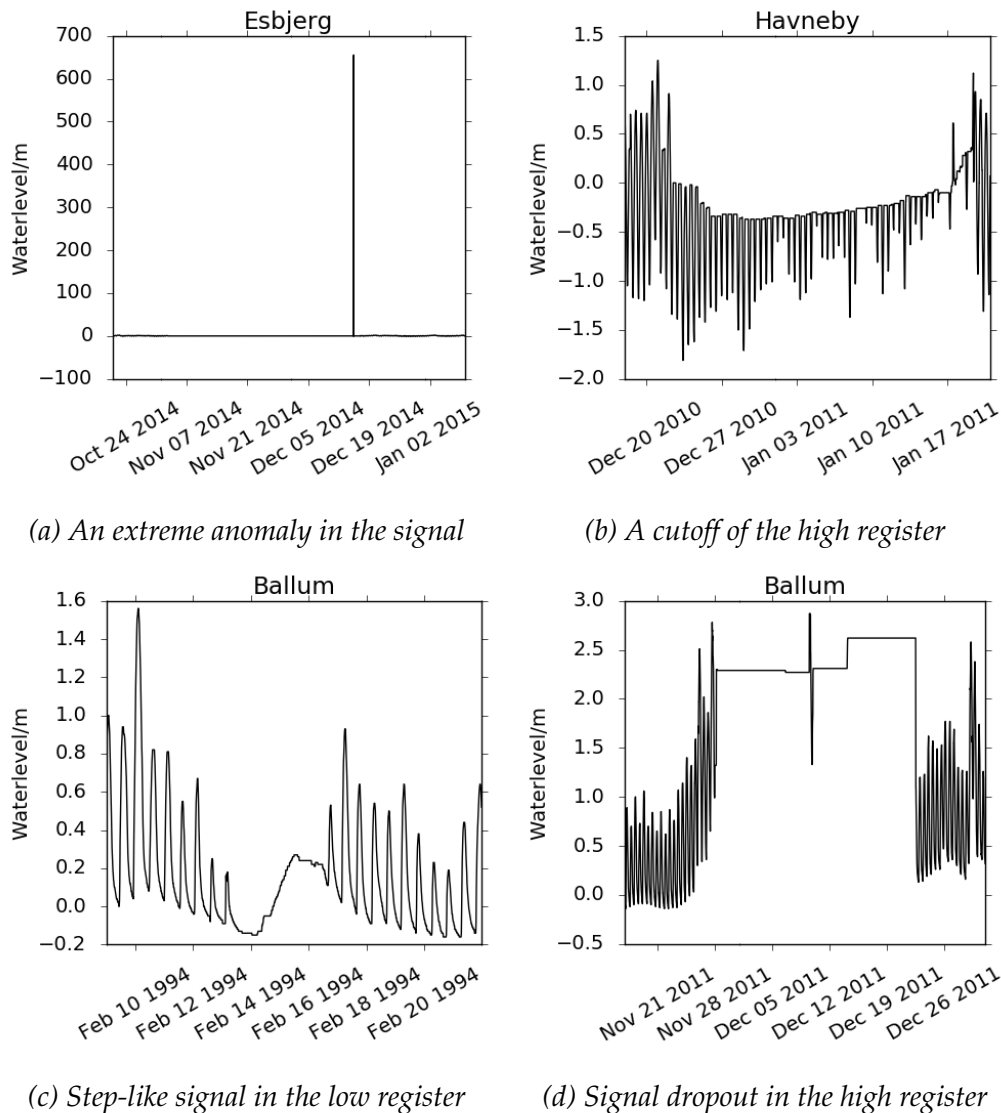 Esbjerg
700
600
500
400
300
200
100
0
−100
Waterlevel/m
Oct 24 2014
Nov 07 2014
Nov 21 2014
Dec 05 2014
Dec 19 2014
Jan 02 2015
(a) An extreme anomaly in the signal
Havneby
1.5
1.0
0.5
0.0
−0.5
−1.0
−1.5
−2.0
Waterlevel/m
Dec 20 2010
Dec 27 2010
Jan 03 2011
Jan 10 2011
Jan 17 2011
(b) A cutoff of the high register
Ballum
1.6
1.4
1.2
1.0
0.8
0.6
0.4
0.2
0.0
−0.2
Waterlevel/m
Feb 10 1994
Feb 12 1994
Feb 14 1994
Feb 16 1994
Feb 18 1994
Feb 20 1994
(c) Step-like signal in the low register
Ballum
3.0
2.5
2.0
1.5
1.0
0.5
0.0
−0.5
Waterlevel/m
Nov 21 2011
Nov 28 2011
Dec 05 2011
Dec 12 2011
Dec 19 2011
Dec 26 2011
(d) Signal dropout in the high register